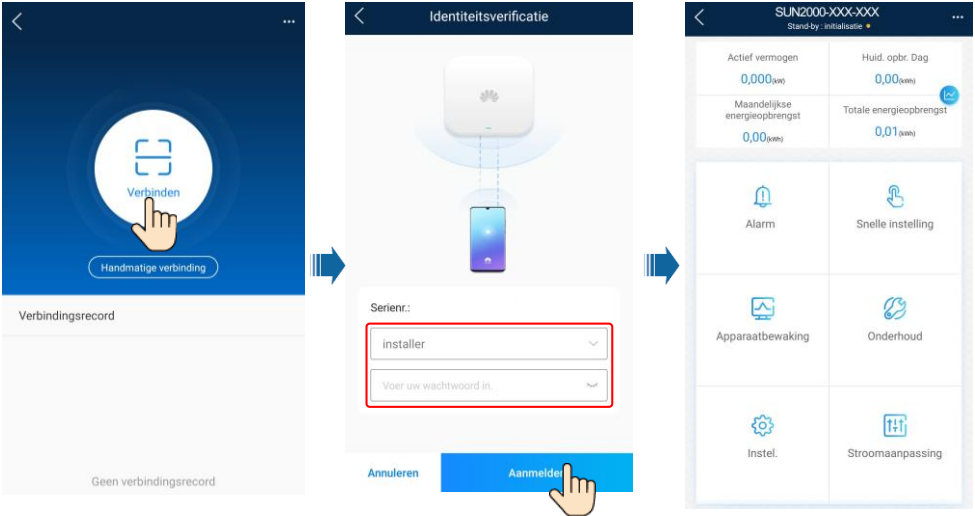 Verbinden
Handmatige verbinding
Verbindingsrecord
Geen verbindingsrecord
Identiteitsverificatie
Serienr.:
installer
Voer uw wachtwoord in.
Annuleren
Aanmelden
SUN2000-XXX-XXX
Stand-by : initialisatie
Actief vermogen
0,000(kW)
Huid. opbr. Dag
0,00(kWh)
Maandelijkse
energieopbrengst
0,00(kWh)
Totale energieopbrengst
0,01(kWh)
Alarm
Snelle instelling
Apparaatbewaking
Onderhoud
Instel.
Stroomaanpassing